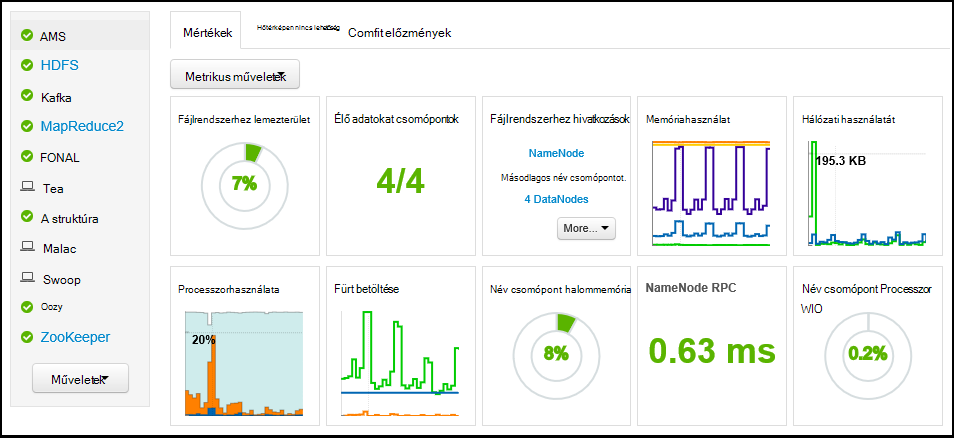 AMS
HDFS
Kafka
MapReduce2
FONAL
Tea
A struktúra
Malac
Swoop
Oozy
ZooKeeper
Műveletek
Mértékek
Hőtérképen nincs lehetőség
Comfit előzmények
Metrikus műveletek
Fájlrendszerhez lemezterület
7%
Élő adatokat csomópontok
4/4
Fájlrendszerhez hivatkozások
NameNode
Másodlagos név csomópontot.
4 DataNodes
More...
Memóriahasználat
Hálózati használatát
195.3 KB
Processzorhasználata
20%
Fürt betöltése
Név csomópont halommemória
8%
NameNode RPC
0.63 ms
Név csomópont Processzor
WIO
0.2%